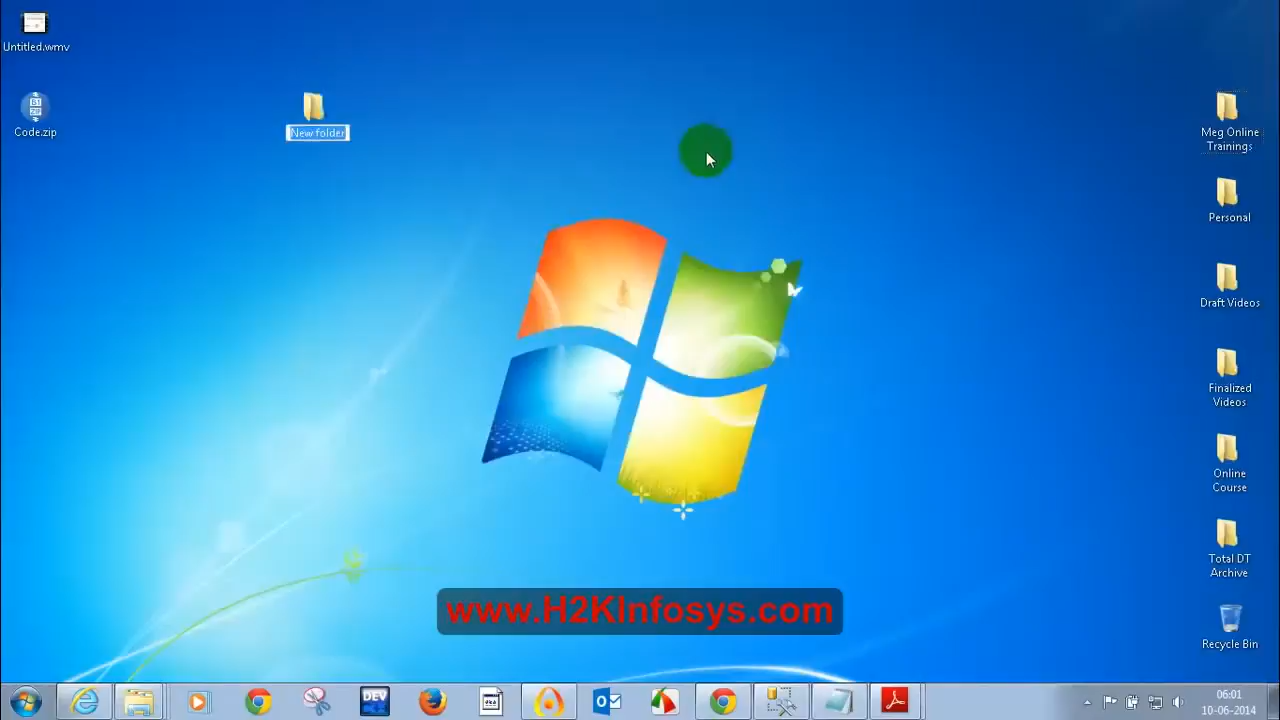 Untitled.wmv
Code.zip
New folder
Meg Online
Trainings
Personal
Draft Videos
Finalized
Videos
Online
Course
Total DT
Archive
Recycle Bin
www.H2KInfosys.com
DEV
06:01
10-06-2014